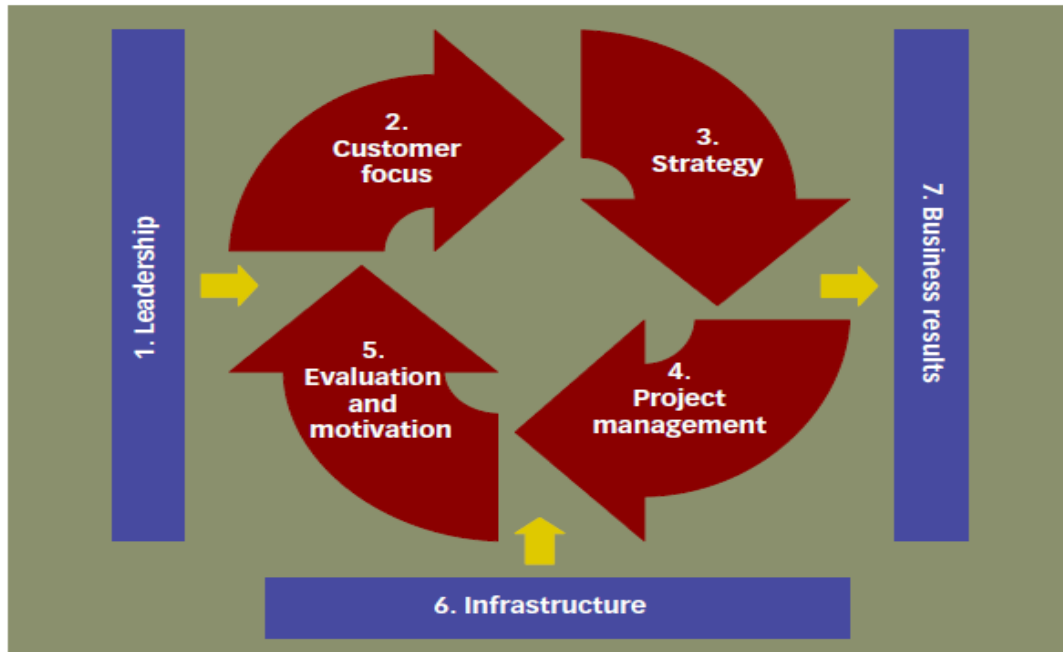 1. Leadership
2.
Customer
focus
3.
Strategy
4.
Project
management
5.
Evaluation
and
motivation
6. Infrastructure
7. Business results